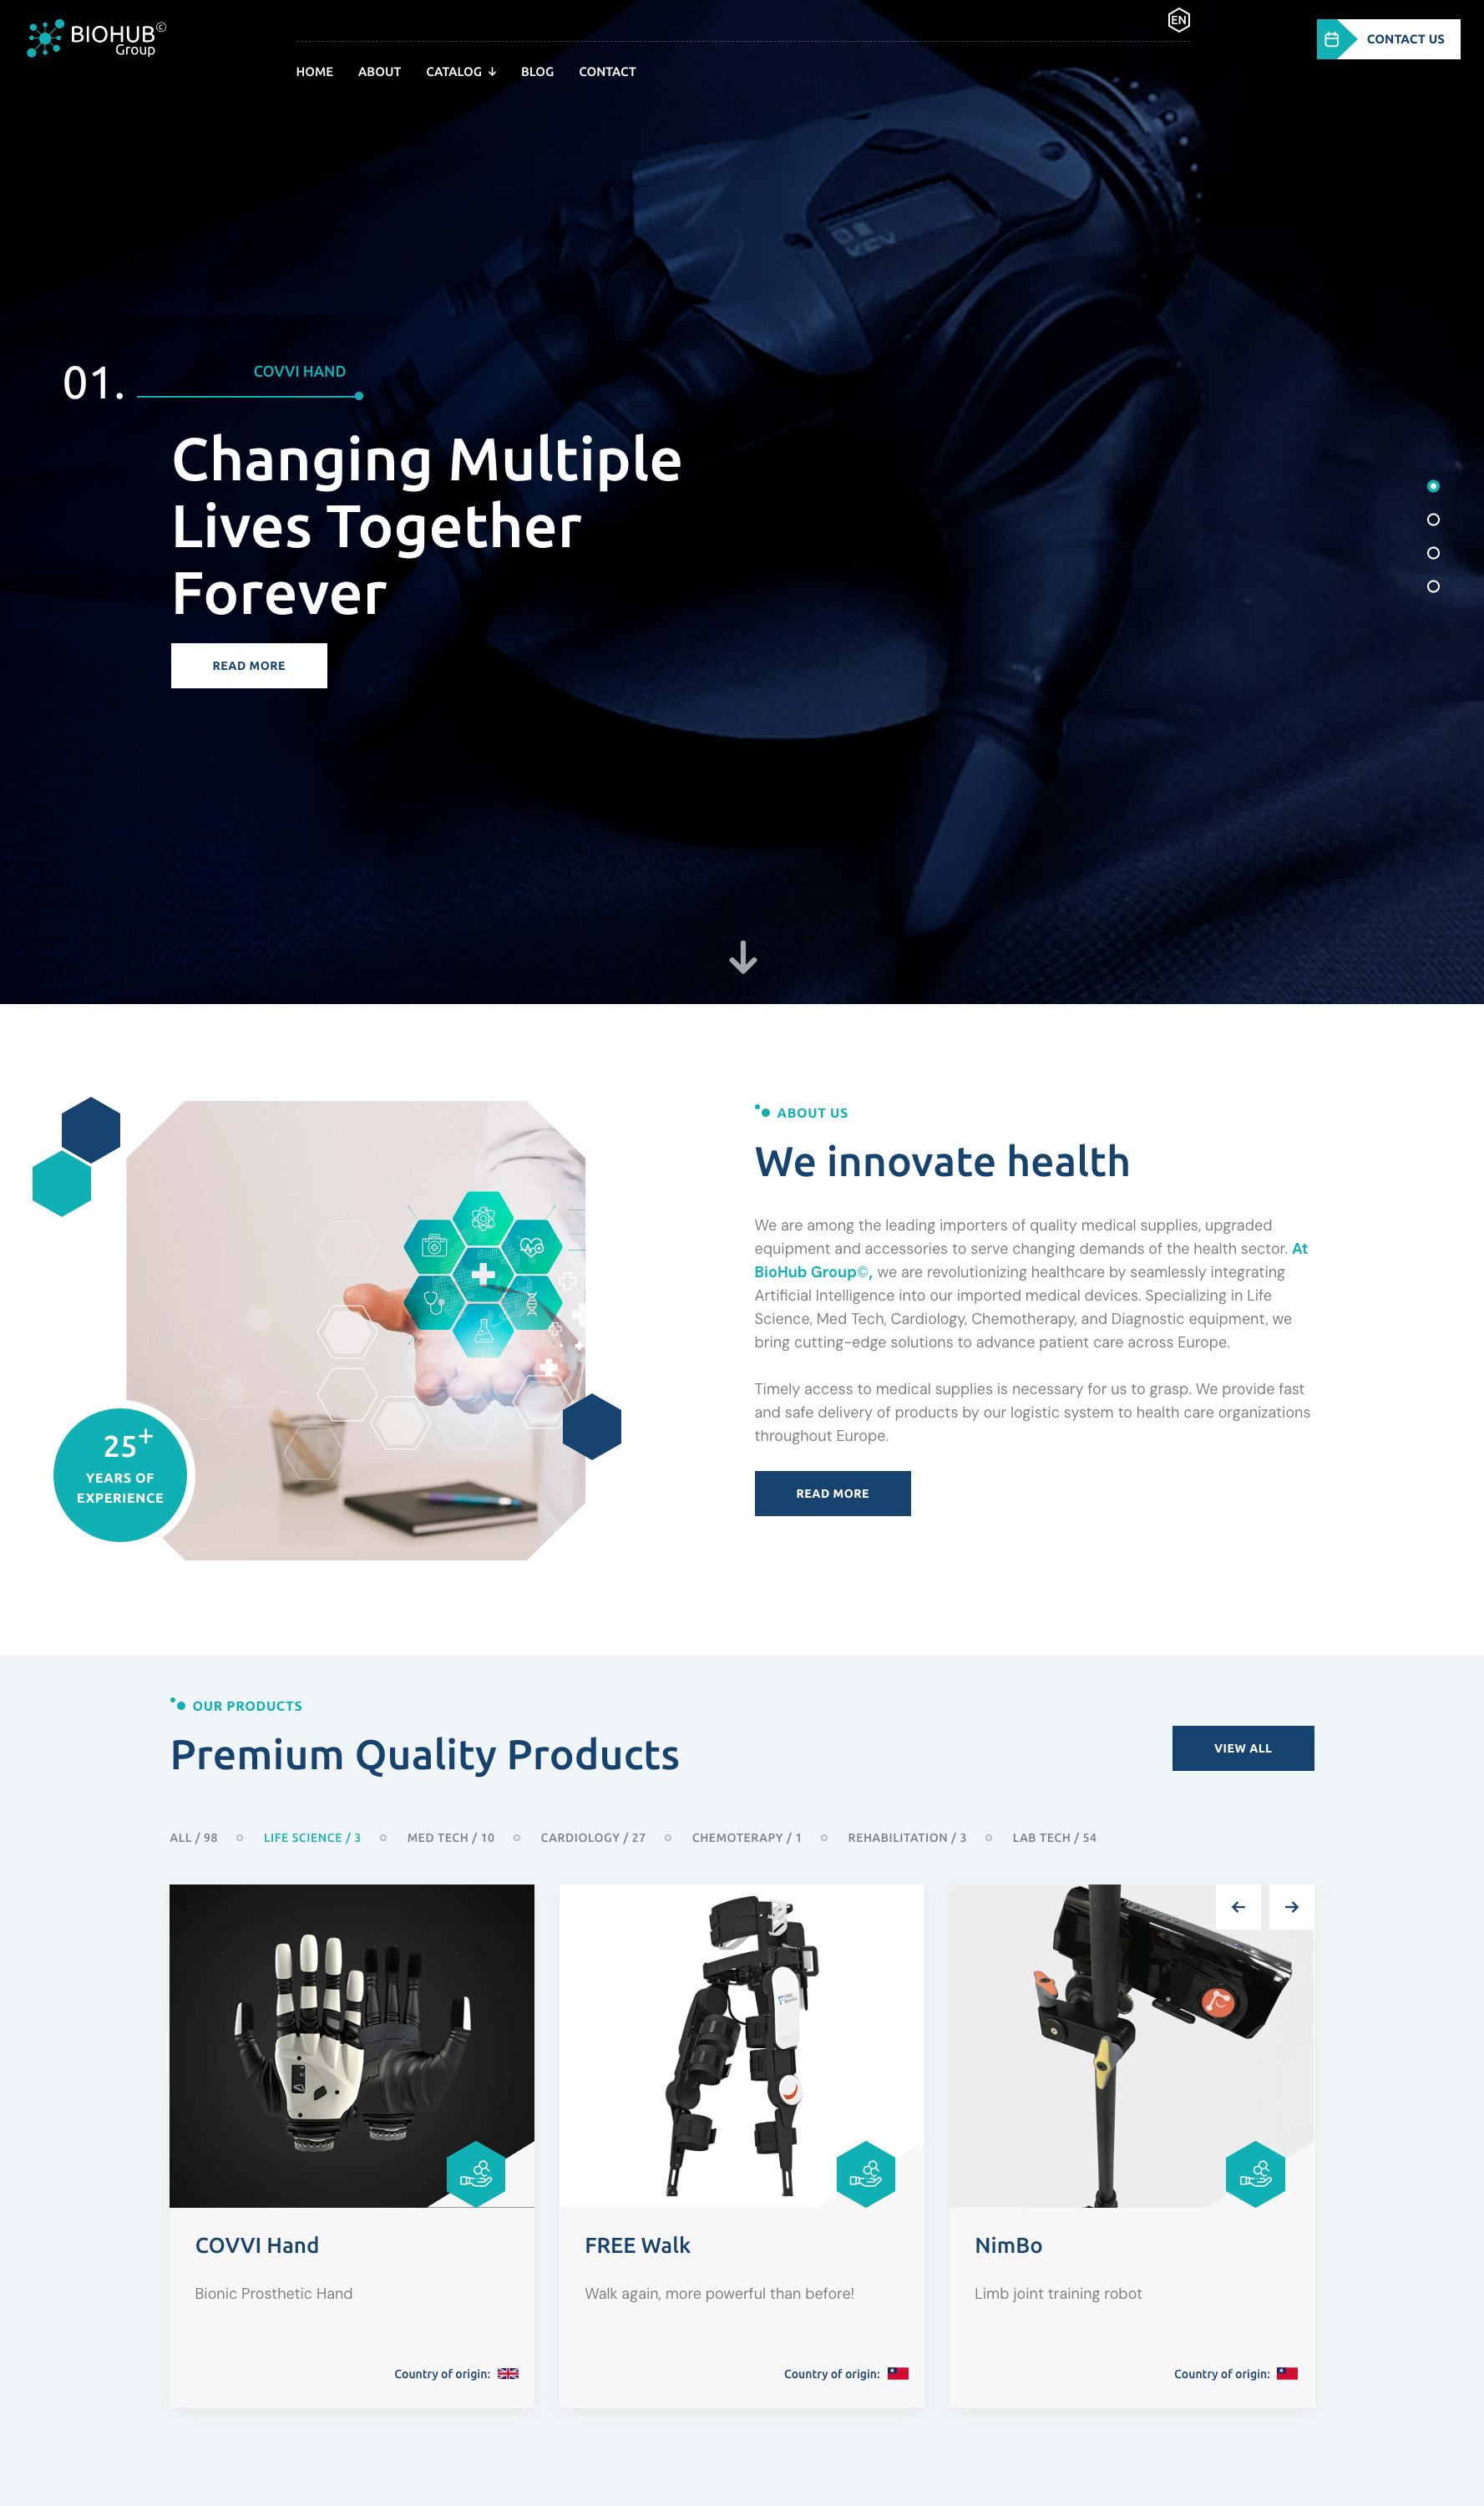 BIOHUB©
Group
EN
CONTACT US
HOME ABOUT CATALOG ↓ BLOG CONTACT
01. COVVI HAND
Changing Multiple
Lives Together
Forever
READ MORE
ABOUT US
We innovate health
We are among the leading importers of quality medical supplies, upgraded
equipment and accessories to serve changing demands of the health sector. At
BioHub Group©, we are revolutionizing healthcare by seamlessly integrating
Artificial Intelligence into our imported medical devices. Specializing in Life
Science, Med Tech, Cardiology, Chemotherapy, and Diagnostic equipment, we
bring cutting-edge solutions to advance patient care across Europe.
Timely access to medical supplies is necessary for us to grasp. We provide fast
and safe delivery of products by our logistic system to health care organizations
throughout Europe.
READ MORE
25+
YEARS OF
EXPERIENCE
OUR PRODUCTS
Premium Quality Products
VIEW ALL
ALL / 98 LIFE SCIENCE / 3 MED TECH / 10 CARDIOLOGY / 27 CHEMOTERAPY / 1 REHABILITATION / 3 LAB TECH / 54
FREE
COVVI Hand
Bionic Prosthetic Hand
Country of origin:
FREE Walk
Walk again, more powerful than before!
Country of origin:
NimBo
Limb joint training robot
Country of origin: